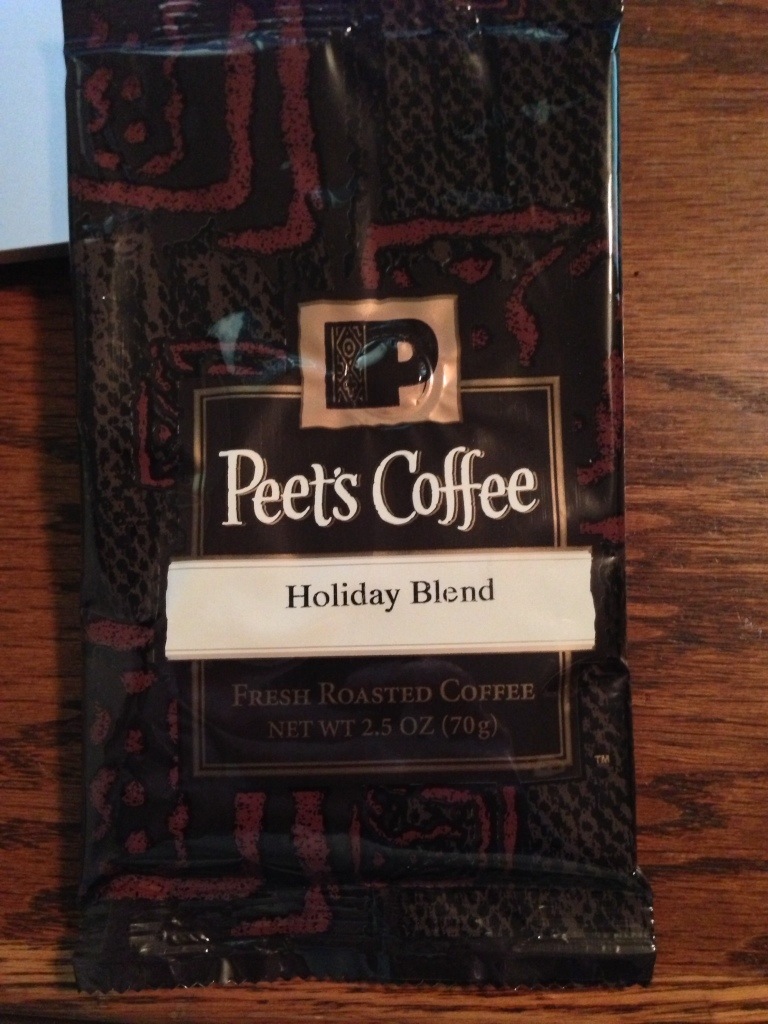 P
Peet's Coffee
Holiday Blend
FRESH ROASTED COFFEE
NET WT 2.5 OZ (70g)
TM